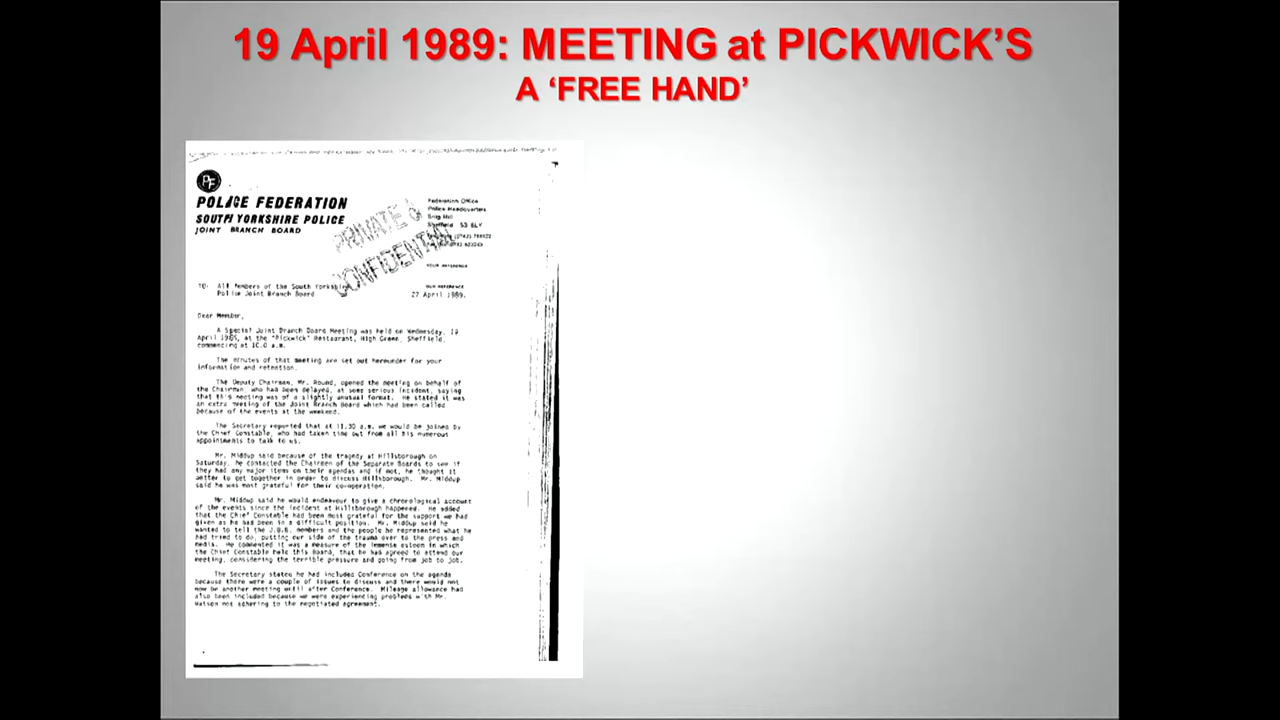 19 April 1989: MEETING at PICKWICK'S
A 'FREE HAND'
PF
POLICE FEDERATION
SOUTH YORKSHIRE POLICE
JOINT BRANCH BOARD
PRIVATE &
CONFIDENTIAL
Federation Office
Police Headquarters
Snig Hill
Sheffield S3 8LY
YOUR REFERENCE
OUR REFERENCE
TO: All Members of the South Yorkshire
Police Joint Branch Board
27 April 1989.
Dear Member,
A Special Joint Branch Board Meeting was held on Wednesday, 19
April 1989, at the "Pickwick" Restaurant, High Green, Sheffield,
commencing at 10.0 a.m.
The minutes of that meeting are set out hereunder for your
information and retention.
The Deputy Chairman, Mr. Round, opened the meeting on behalf of
the Chairman, who had been delayed, at some serious incident, saying
that this meeting was of a slightly unusual format. He stated it was
an extra meeting of the Joint Branch Board which had been called
because of the events at the weekend.
The Secretary reported that at 11.30 a.m. we would be joined by
the Chief Constable, who had taken time out from all his numerous
appointments to talk to us.
Mr. Middup said because of the tragedy at Hillsborough on
Saturday, he contacted the Chairmen of the Separate Boards to see if
they had any major items on their agendas and if not, he thought it
better to get together in order to discuss Hillsborough. Mr. Middup
said he was most grateful for their co-operation.
Mr. Middup said he would endeavour to give a chronological account
of the events since the incident at Hillsborough happened. He added
that the Chief Constable had been most grateful for the support we had
given as he had been in a difficult position. Mr. Middup said he
wanted to tell the J.B.B. members and the people he represented what he
had tried to do, putting our side of the trauma over to the press and
media. He commented it was a measure of the immense esteem in which
the Chief Constable held this Board, that he had agreed to attend our
meeting, considering the terrible pressure and going from job to job.
The Secretary stated he had included Conference on the agenda
because there were a couple of issues to discuss and there would not
now be another meeting until after Conference. Mileage allowance had
also been included because we were experiencing problems with Mr.
Watson not adhering to the negotiated agreement.